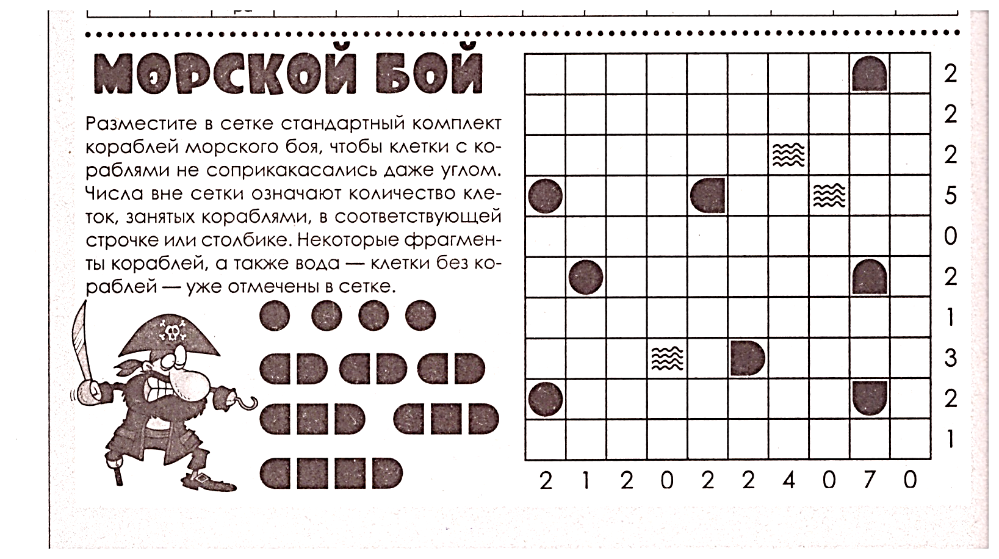 ра
МОРСКОЙ БОЙ
Разместите в сетке стандартный комплект
кораблей морского боя, чтобы клетки с ко-
раблями не соприкакасались даже углом.
Числа вне сетки означают количество кле-
ток, занятых кораблями, в соответствующей
строчке или столбике. Некоторые фрагмен-
ты кораблей, а также вода — клетки без ко-
раблей — уже отмечены в сетке.
2
2
2
5
0
2
1
3
2
1
2 1 2 0 2 2 4 0 7 0